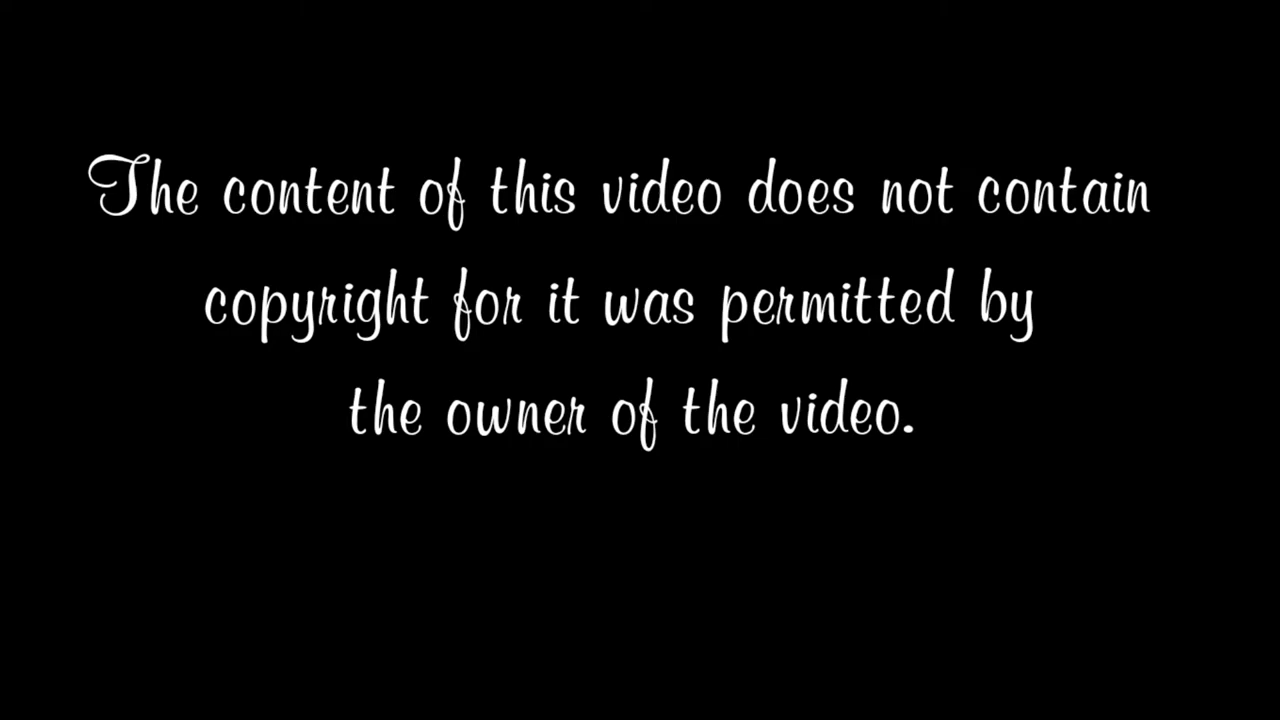 The content of this video does not contain
copyright for it was permitted by
the owner of the video.